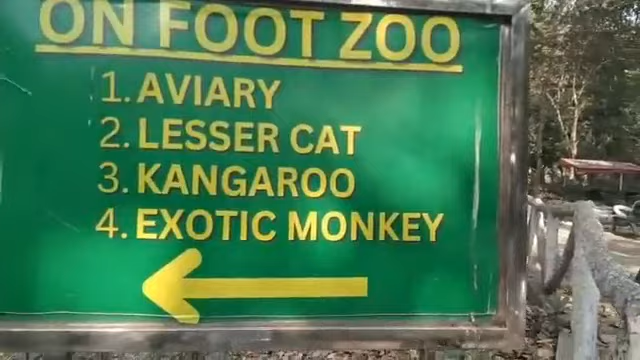 ON FOOT ZOO
1. AVIARY
2. LESSER CAT
3. KANGAROO
4. EXOTIC MONKEY